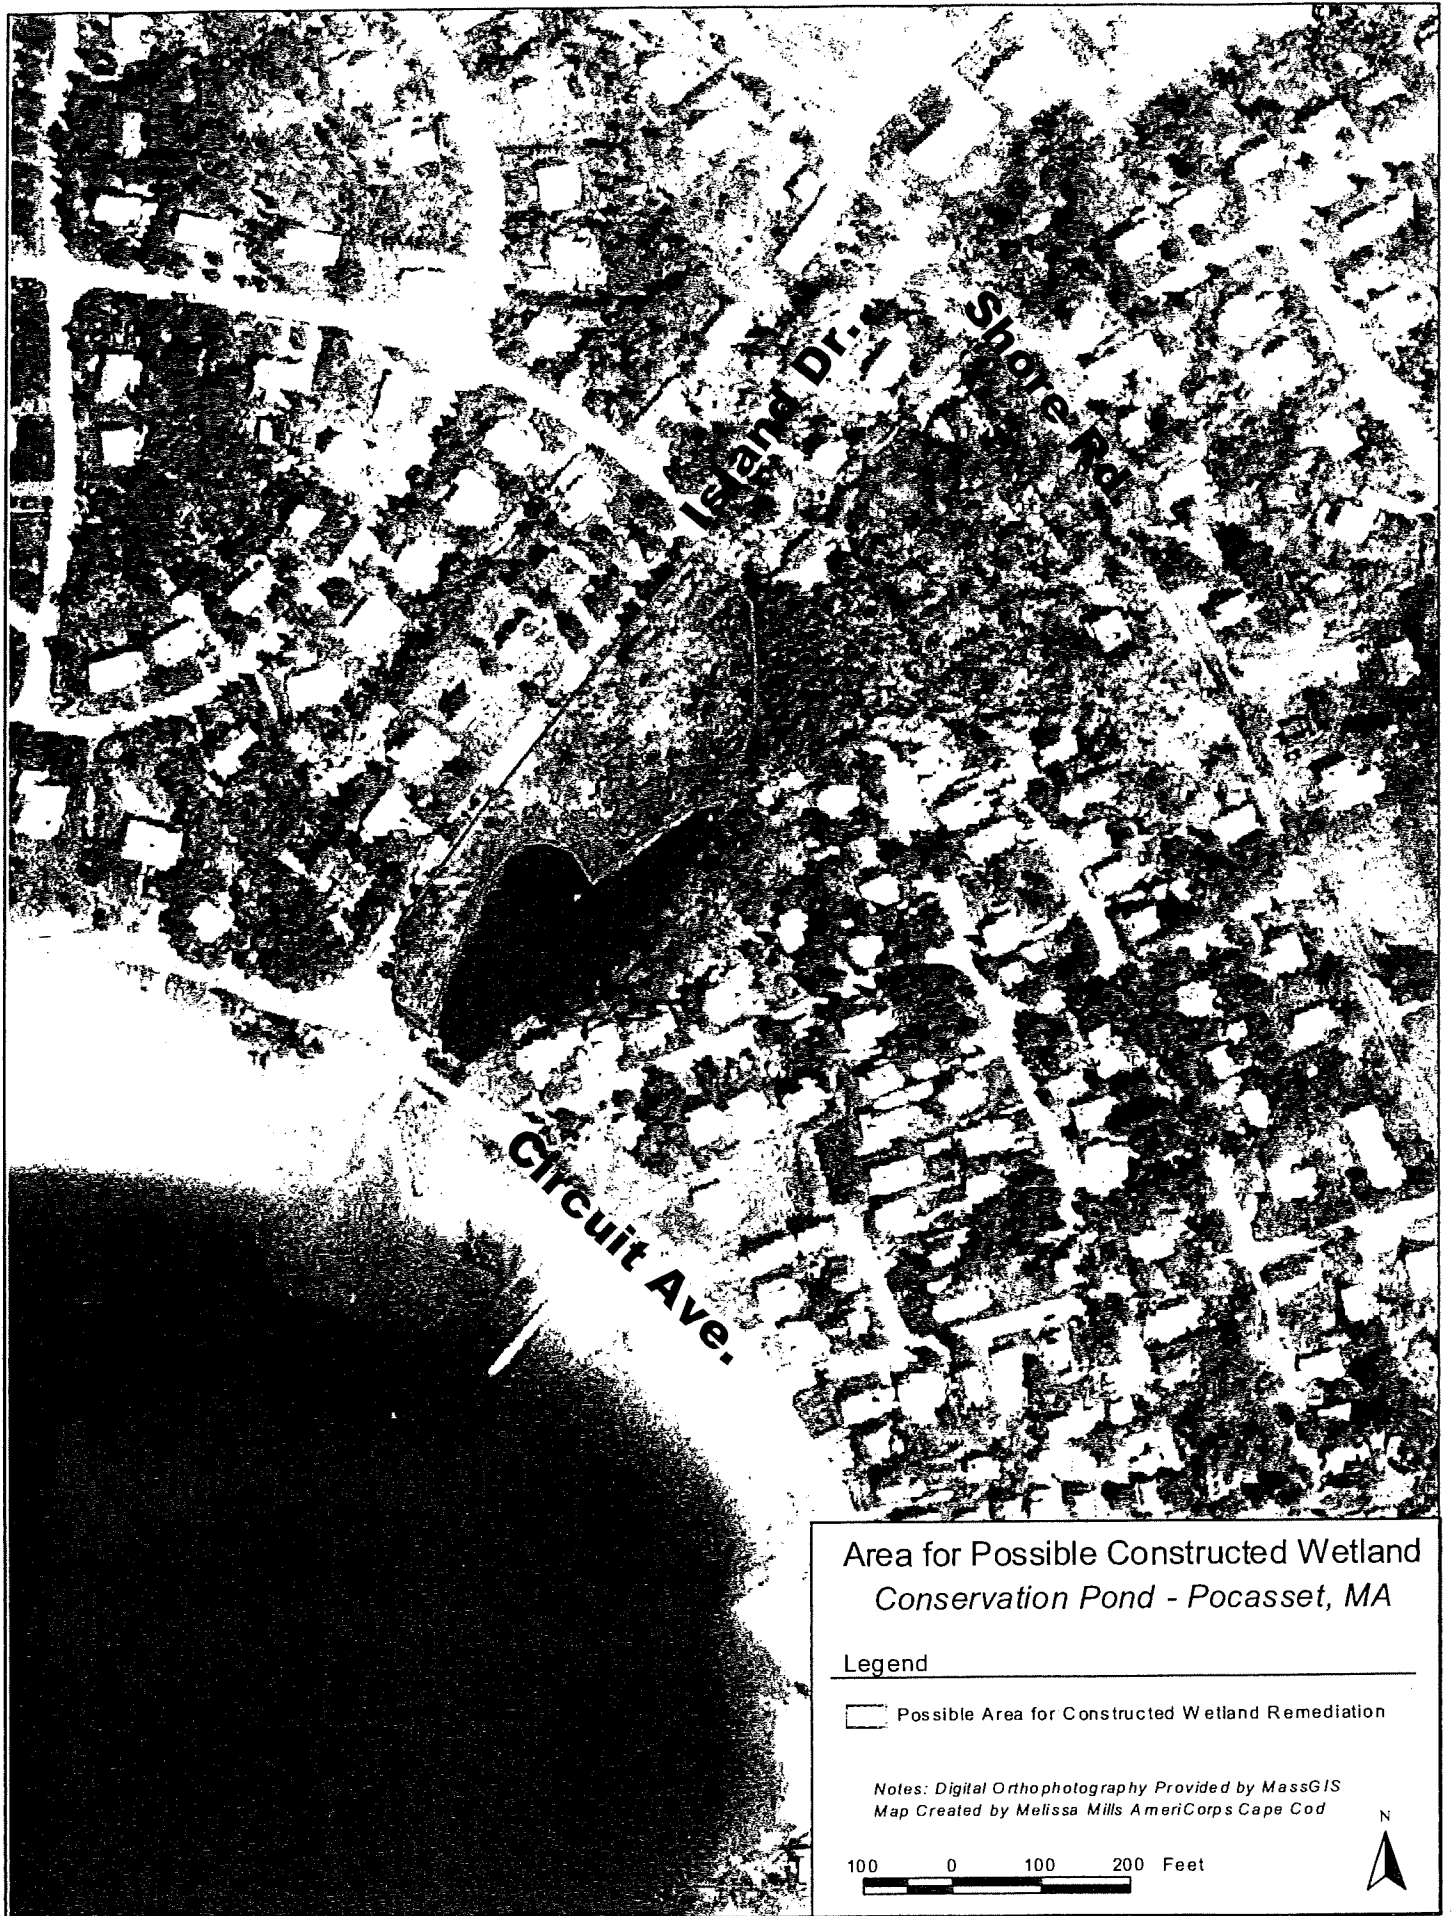 Island Dr.
Shore Rd
Circuit Ave.
Area for Possible Constructed Wetland
Conservation Pond - Pocasset, MA
Legend
Possible Area for Constructed Wetland Remediation
Notes: Digital Orthophotography Provided by MassGIS
Map Created by Melissa Mills AmeriCorps Cape Cod
N
100 0 100 200 Feet